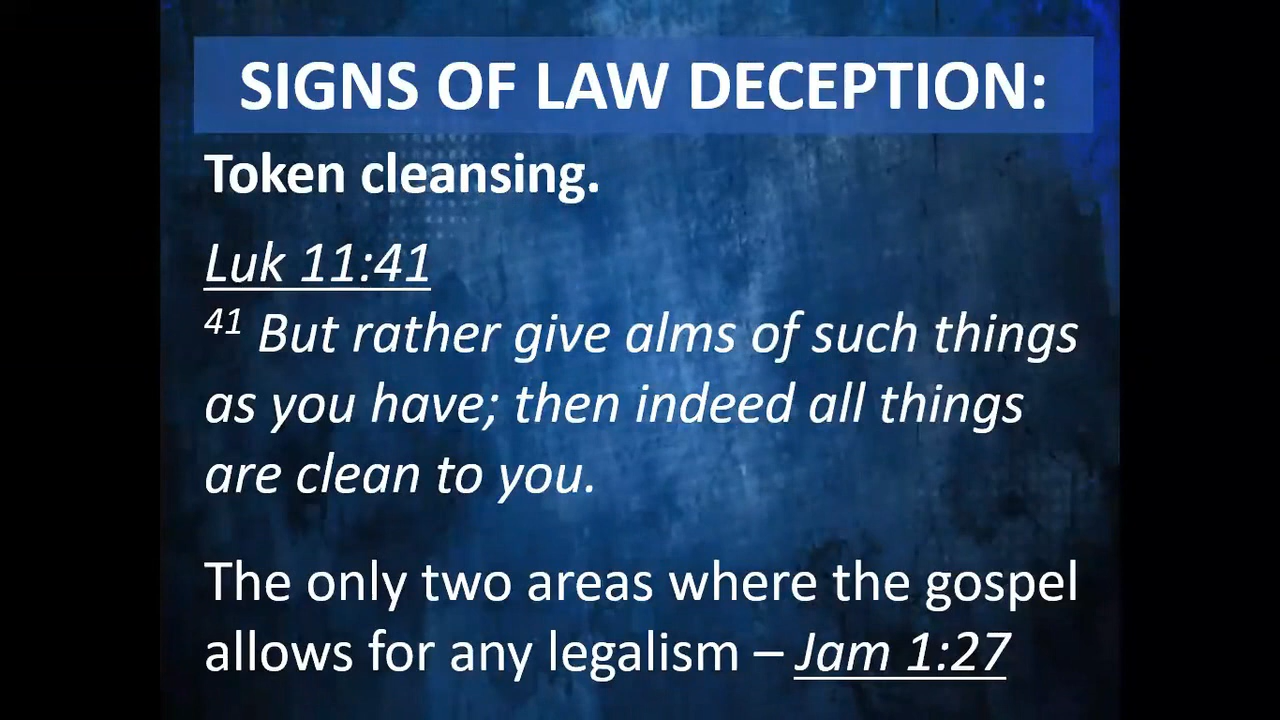 SIGNS OF LAW DECEPTION:
Token cleansing.
Luk 11:41
41 But rather give alms of such things
as you have; then indeed all things
are clean to you.
The only two areas where the gospel
allows for any legalism – Jam 1:27